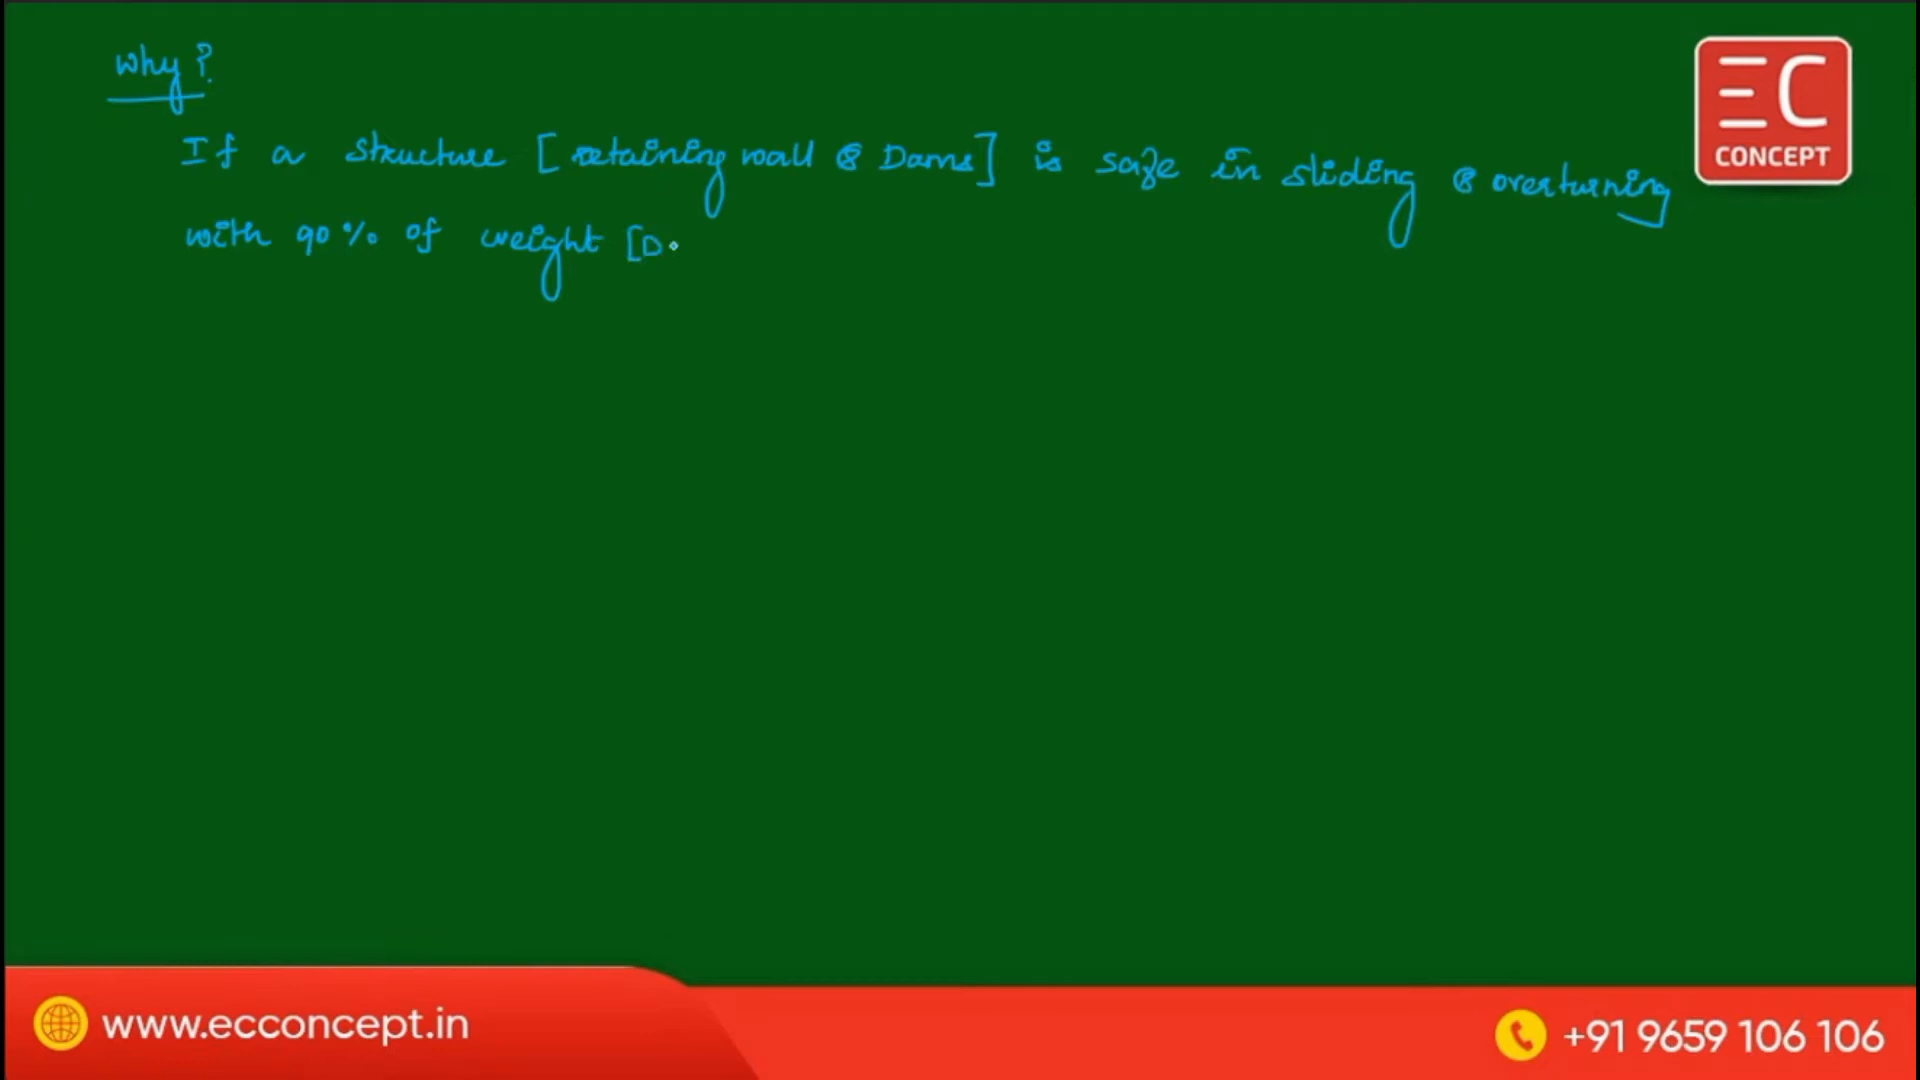 Why?
EC
CONCEPT
If a structure [retaining wall & Dams] is safe in sliding & overturning
with 90% of weight [D
www.ecconcept.in
+91 9659 106 106